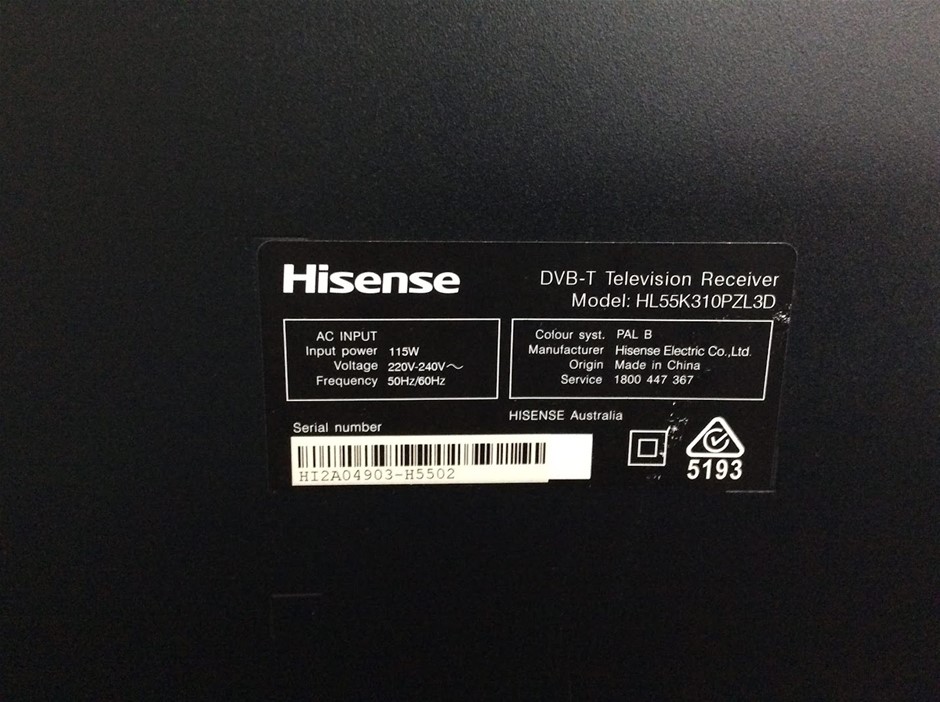 Hisense
DVB-T Television Receiver
Model: HL55K310PZL3D
AC INPUT
Input power 115W
Voltage 220V-240V～
Frequency 50Hz/60Hz
Colour syst. PAL B
Manufacturer Hisense Electric Co.,Ltd.
Origin Made in China
Service 1800 447 367
HISENSE Australia
Serial number
HI2A04903-H5502
5193